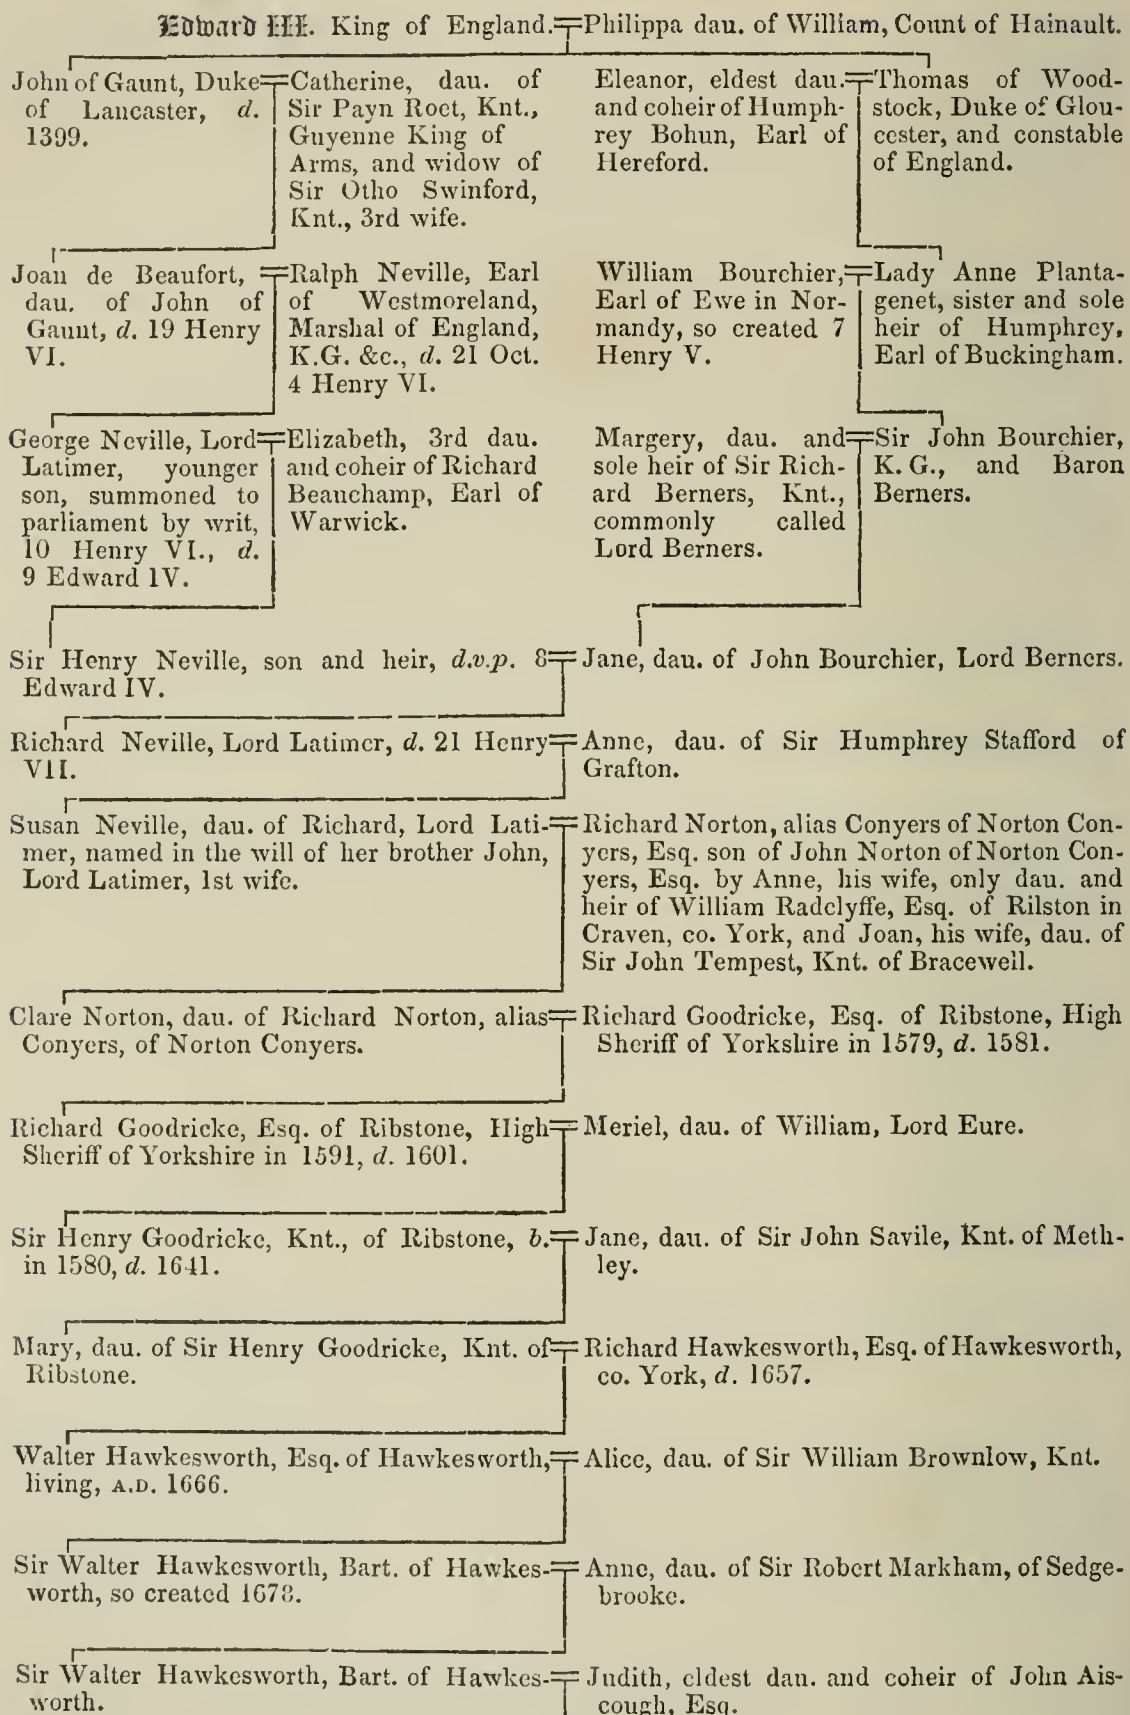 Edward III. King of England.=Philippa dau. of William, Count of Hainault.
John of Gaunt, Duke
of Lancaster, d.
1399.
Catherine, dau. of
Sir Payn Roet, Knt.,
Guyenne King of
Arms, and widow of
Sir Otho Swinford,
Knt., 3rd wife.
Eleanor, eldest dau.
and coheir of Humph-
rey Bohun, Earl of
Hereford.
Thomas of Wood-
stock, Duke of Glou-
cester, and constable
of England.
Joan de Beaufort,
dau. of John of
Gaunt, d. 19 Henry
VI.
Ralph Neville, Earl
of Westmoreland,
Marshal of England,
K.G. &c., d. 21 Oct.
4 Henry VI.
William Bourchier,
Earl of Ewe in Nor-
mandy, so created 7
Henry V.
Lady Anne Planta-
genet, sister and sole
heir of Humphrey,
Earl of Buckingham.
George Neville, Lord
Latimer, younger
son, summoned to
parliament by writ,
10 Henry VI., d.
9 Edward IV.
Elizabeth, 3rd dau.
and coheir of Richard
Beauchamp, Earl of
Warwick.
Margery, dau. and
sole heir of Sir Rich-
ard Berners, Knt.,
commonly called
Lord Berners.
Sir John Bourchier,
K. G., and Baron
Berners.
Sir Henry Neville, son and heir, d.v.p. 8
Edward IV.
Jane, dau. of John Bourchier, Lord Berners.
Richard Neville, Lord Latimer, d. 21 Henry
VII.
Anne, dau. of Sir Humphrey Stafford of
Grafton.
Susan Neville, dau. of Richard, Lord Lati-
mer, named in the will of her brother John,
Lord Latimer, 1st wife.
Richard Norton, alias Conyers of Norton Con-
yers, Esq. son of John Norton of Norton Con-
yers, Esq. by Anne, his wife, only dau. and
heir of William Radclyffe, Esq. of Rilston in
Craven, co. York, and Joan, his wife, dau. of
Sir John Tempest, Knt. of Bracewell.
Clare Norton, dau. of Richard Norton, alias
Conyers, of Norton Conyers.
Richard Goodricke, Esq. of Ribstone, High
Sheriff of Yorkshire in 1579, d. 1581.
Richard Goodricke, Esq. of Ribstone, High
Sheriff of Yorkshire in 1591, d. 1601.
Meriel, dau. of William, Lord Eure.
Sir Henry Goodricke, Knt., of Ribstone, b.
in 1580, d. 1641.
Jane, dau. of Sir John Savile, Knt. of Meth-
ley.
Mary, dau. of Sir Henry Goodricke, Knt. of
Ribstone.
Richard Hawkesworth, Esq. of Hawkesworth,
co. York, d. 1657.
Walter Hawkesworth, Esq. of Hawkesworth,
living, A.D. 1666.
Alice, dau. of Sir William Brownlow, Knt.
Sir Walter Hawkesworth, Bart. of Hawkes-
worth, so created 1678.
Anne, dau. of Sir Robert Markham, of Sedge-
brooke.
Sir Walter Hawkesworth, Bart. of Hawkes-
worth.
Judith, eldest dau. and coheir of John Ais-
cough, Esq.